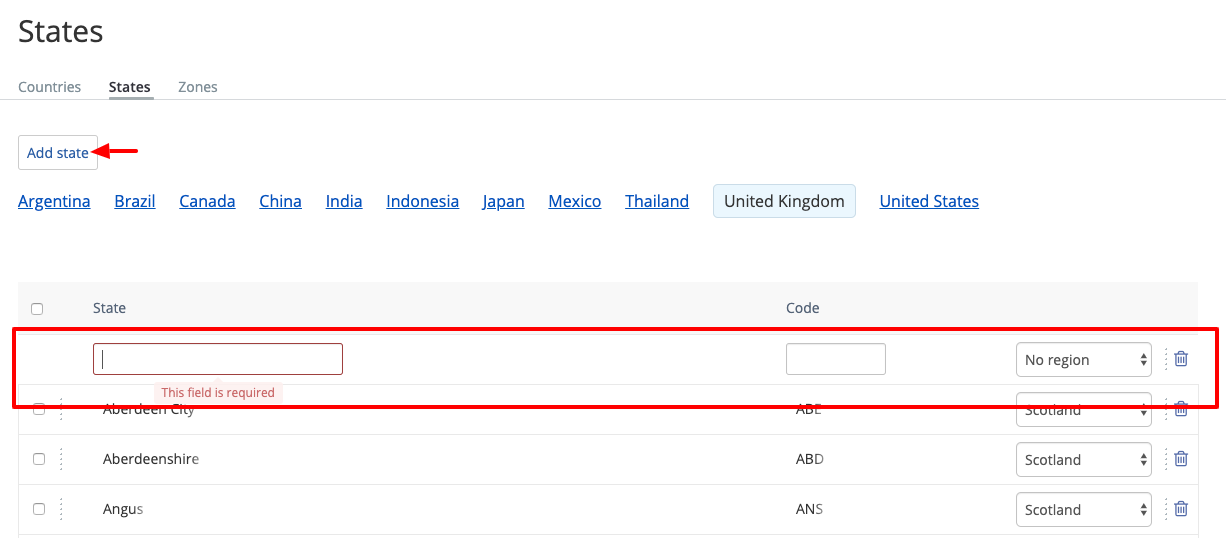 States
Countries States Zones
Add state
Argentina Brazil Canada China India Indonesia Japan Mexico Thailand United Kingdom United States
State Code
No region
This field is required
Aberdeen City ABE Scotland
Aberdeenshire ABD Scotland
Angus ANS Scotland